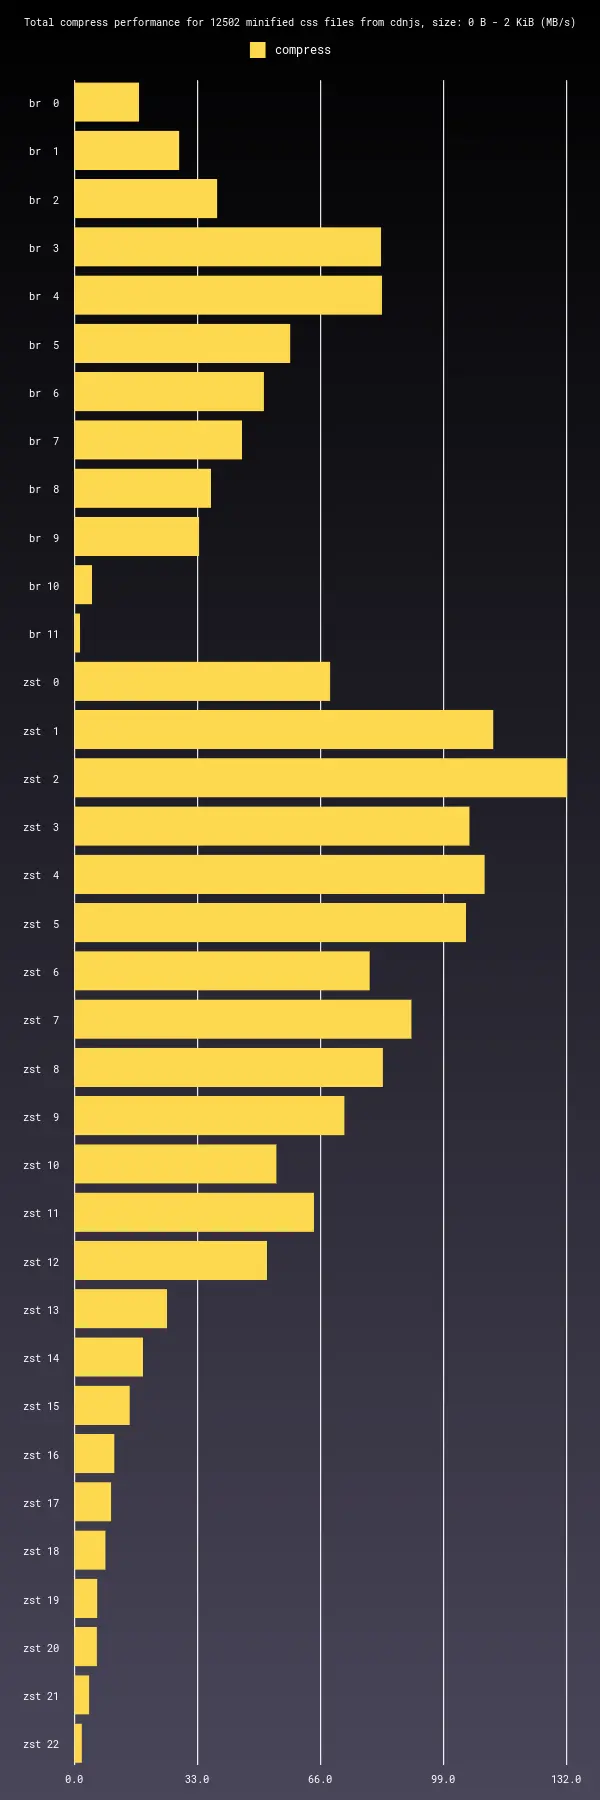 Total compress performance for 12502 minified css files from cdnjs, size: 0 B - 2 KiB (MB/s)
compress
br  0
br  1
br  2
br  3
br  4
br  5
br  6
br  7
br  8
br  9
br 10
br 11
zst  0
zst  1
zst  2
zst  3
zst  4
zst  5
zst  6
zst  7
zst  8
zst  9
zst 10
zst 11
zst 12
zst 13
zst 14
zst 15
zst 16
zst 17
zst 18
zst 19
zst 20
zst 21
zst 22
0.0 33.0 66.0 99.0 132.0